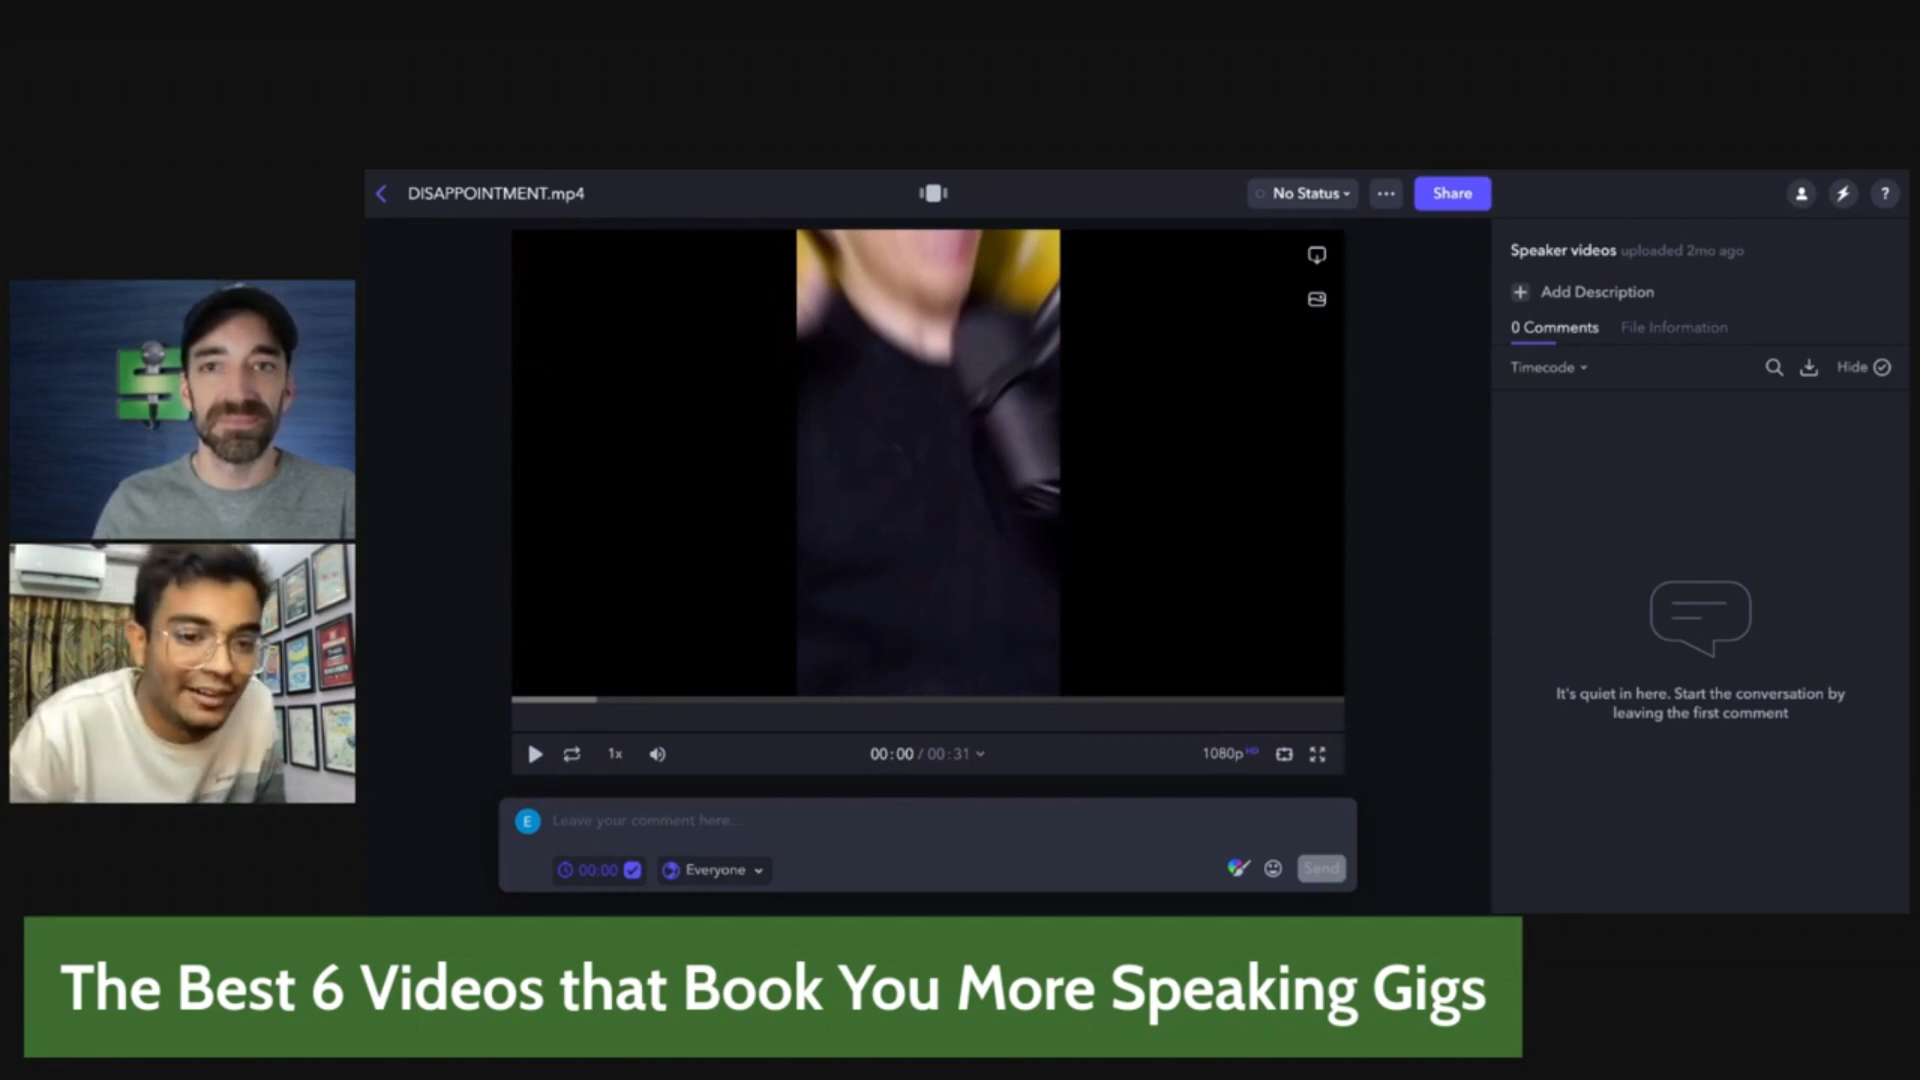 DISAPPOINTMENT.mp4
No Status
Share
?
Speaker videos uploaded 2mo ago
+ Add Description
0 Comments File Information
Timecode
Hide
It's quiet in here. Start the conversation by
leaving the first comment
1x
00:00 / 00:31
1080p HD
E Leave your comment here...
00:00
Everyone
Send
The Best 6 Videos that Book You More Speaking Gigs